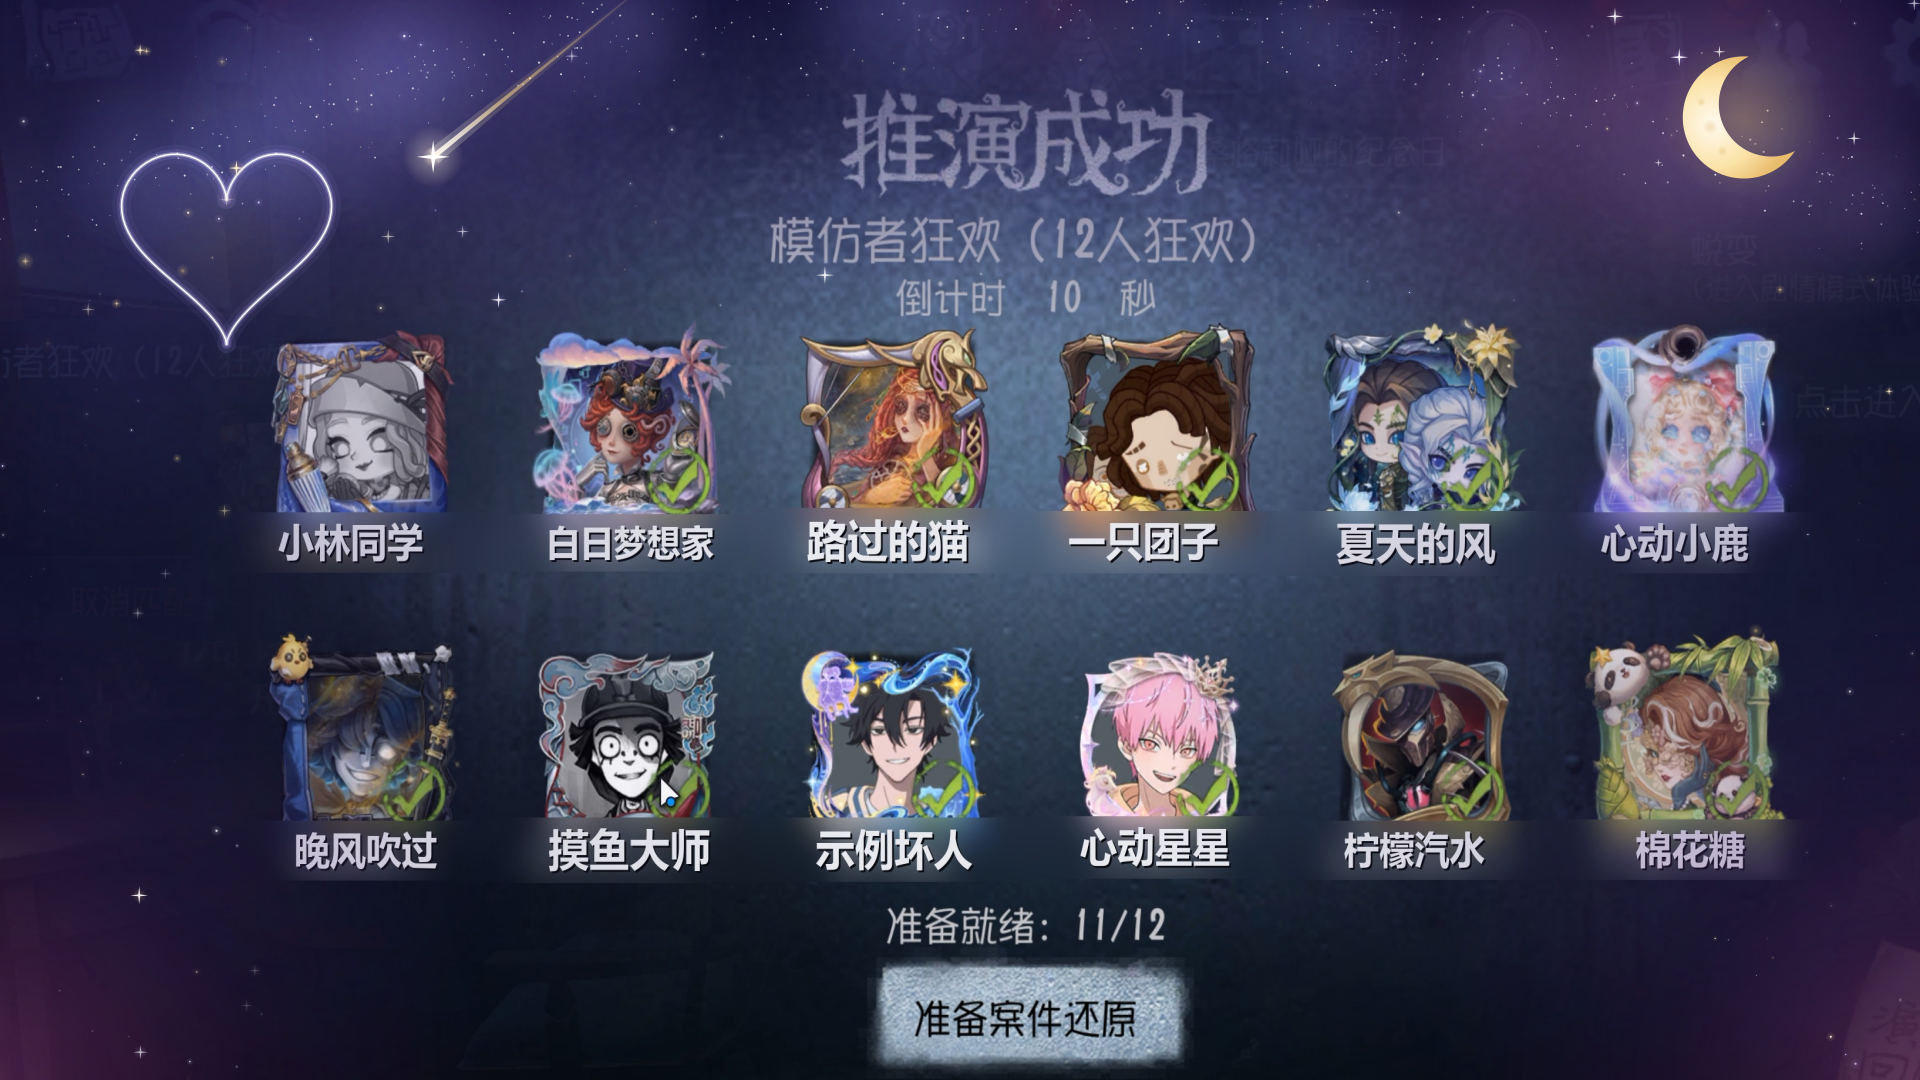 推演成功
模仿者狂欢（12人狂欢）
倒计时 10 秒
小林同学 白日梦想家 路过的猫 一只团子 夏天的风 心动小鹿
晚风吹过 摸鱼大师 示例坏人 心动星星 柠檬汽水 棉花糖
准备就绪：11/12
准备案件还原